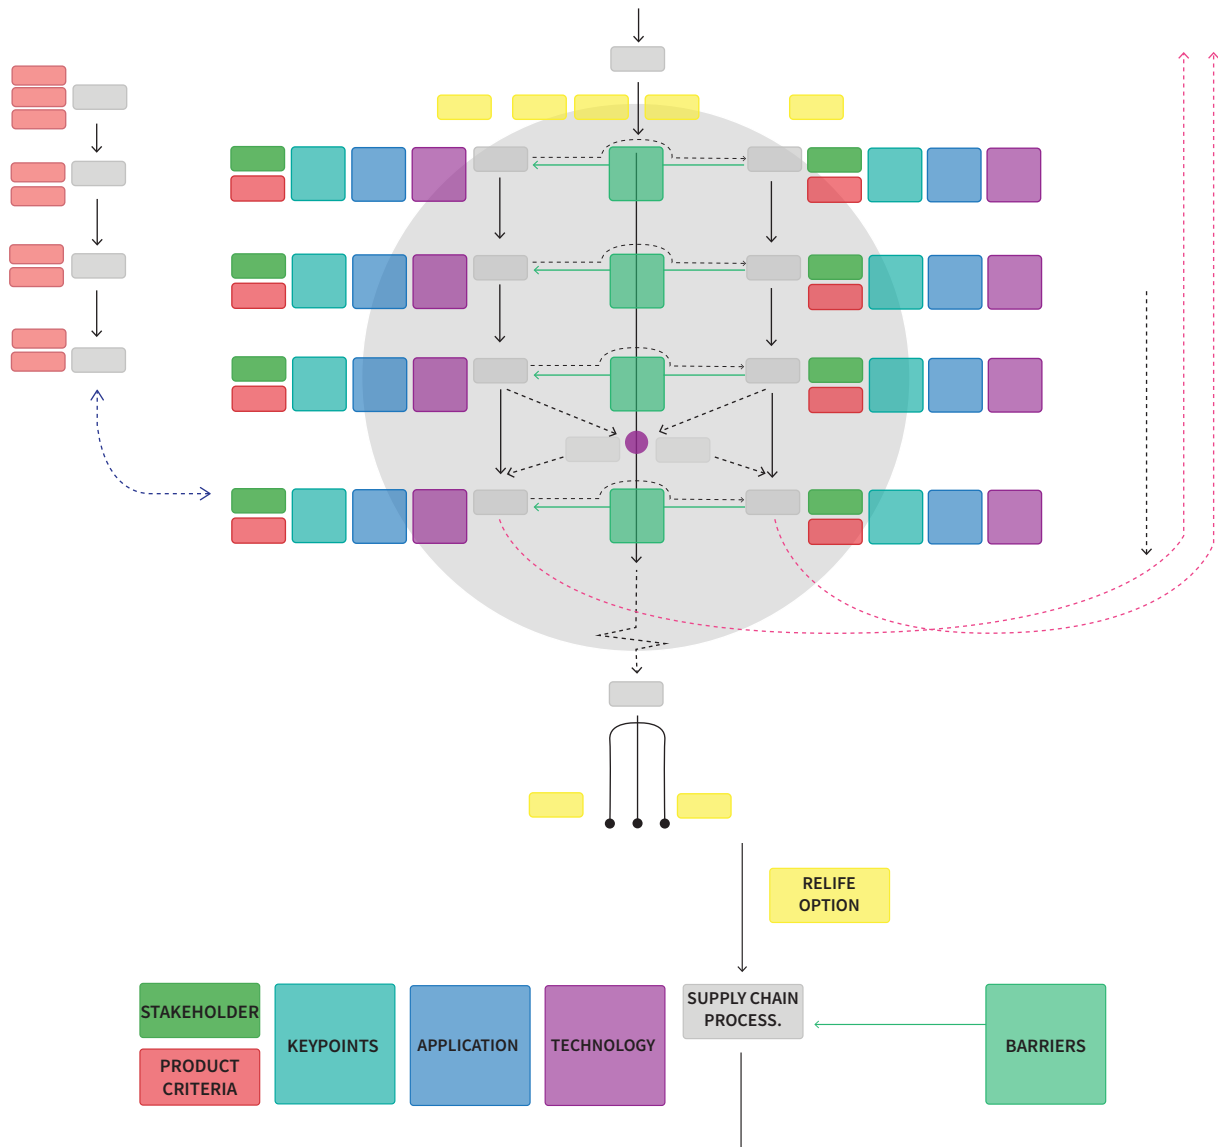 RELIFE
OPTION
STAKEHOLDER
PRODUCT
CRITERIA
KEYPOINTS
APPLICATION
TECHNOLOGY
SUPPLY CHAIN
PROCESS.
BARRIERS